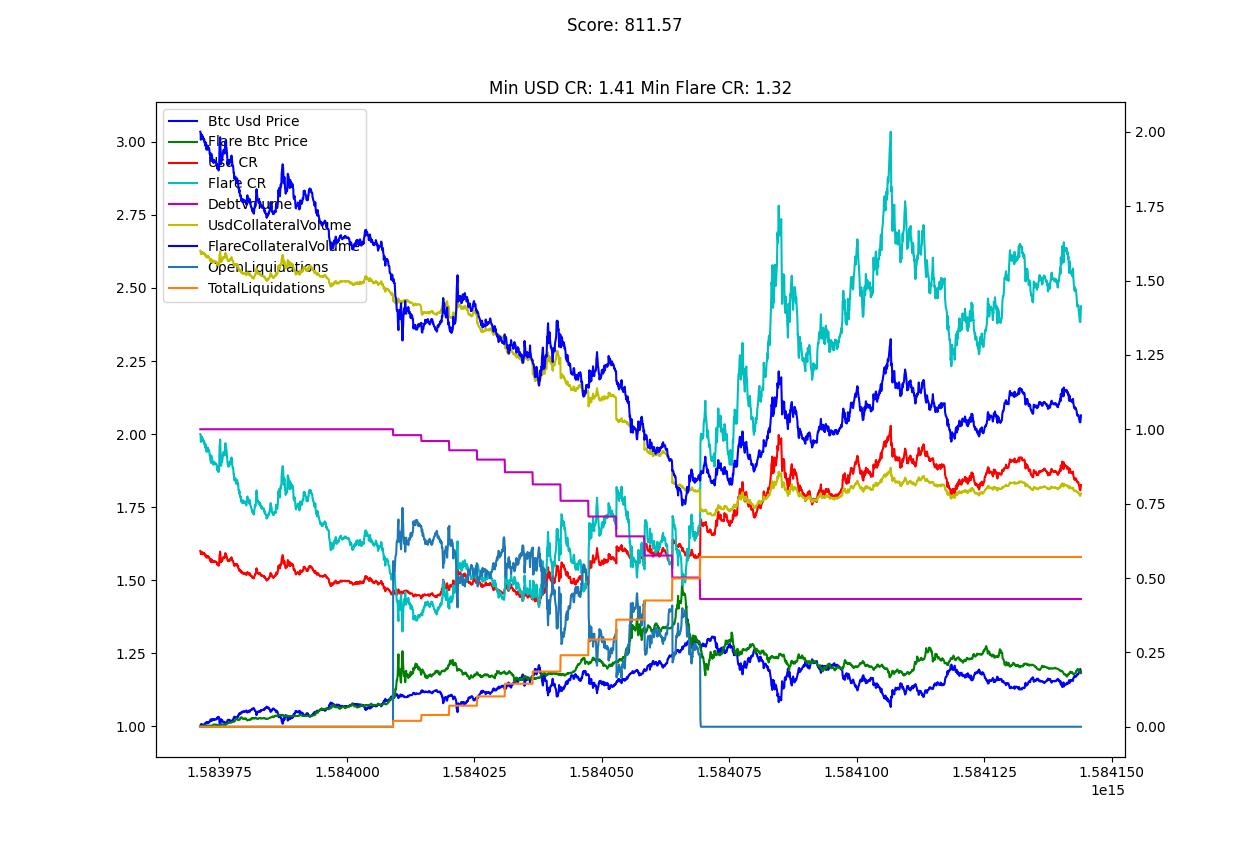 Score: 811.57
Min USD CR: 1.41 Min Flare CR: 1.32
Btc Usd Price
Flare Btc Price
Usd CR
Flare CR
DebtVolume
UsdCollateralVolume
FlareCollateralVolume
OpenLiquidations
TotalLiquidations
3.00
2.75
2.50
2.25
2.00
1.75
1.50
1.25
1.00
2.00
1.75
1.50
1.25
1.00
0.75
0.50
0.25
0.00
1.583975 1.584000 1.584025 1.584050 1.584075 1.584100 1.584125 1.584150
1e15